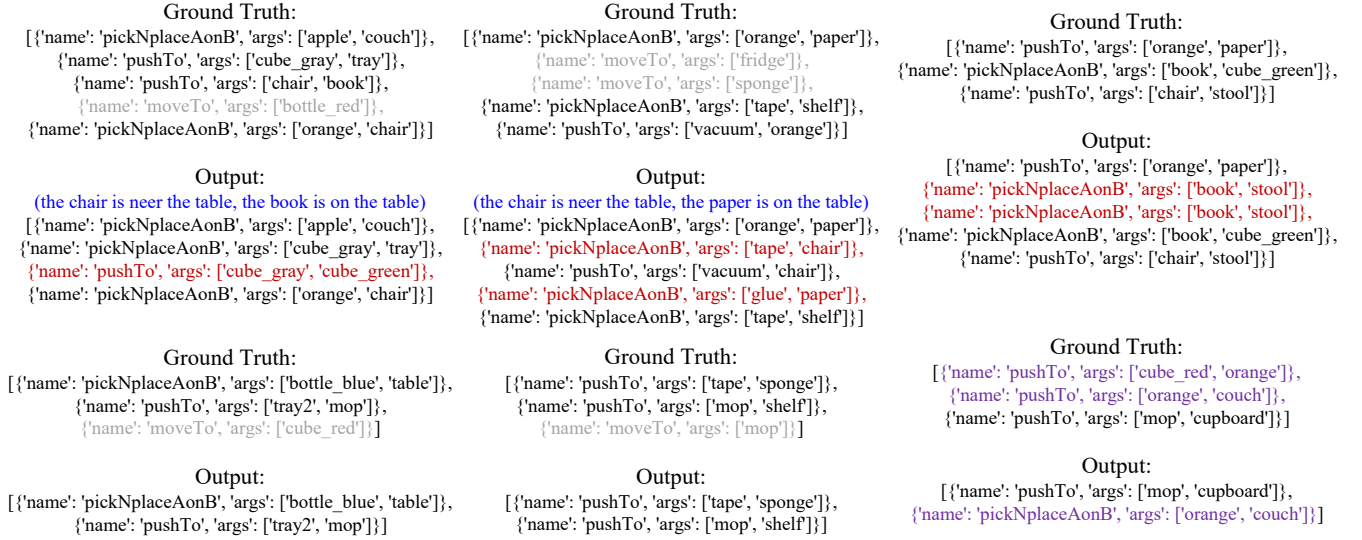 Ground Truth:
[{'name': 'pickNplaceAonB', 'args': ['apple', 'couch']},
{'name': 'pushTo', 'args': ['cube_gray', 'tray']},
{'name': 'pushTo', 'args': ['chair', 'book']},
{'name': 'moveTo', 'args': ['bottle_red']},
{'name': 'pickNplaceAonB', 'args': ['orange', 'chair']}]
Output:
(the chair is neer the table, the book is on the table)
[{'name': 'pickNplaceAonB', 'args': ['apple', 'couch']},
{'name': 'pickNplaceAonB', 'args': ['cube_gray', 'tray']},
{'name': 'pushTo', 'args': ['cube_gray', 'cube_green']},
{'name': 'pickNplaceAonB', 'args': ['orange', 'chair']}]
Ground Truth:
[{'name': 'pickNplaceAonB', 'args': ['orange', 'paper']},
{'name': 'moveTo', 'args': ['fridge']},
{'name': 'moveTo', 'args': ['sponge']},
{'name': 'pickNplaceAonB', 'args': ['tape', 'shelf']},
{'name': 'pushTo', 'args': ['vacuum', 'orange']}]
Output:
(the chair is neer the table, the paper is on the table)
[{'name': 'pickNplaceAonB', 'args': ['orange', 'paper']},
{'name': 'pickNplaceAonB', 'args': ['tape', 'chair']},
{'name': 'pushTo', 'args': ['vacuum', 'chair']},
{'name': 'pickNplaceAonB', 'args': ['glue', 'paper']},
{'name': 'pickNplaceAonB', 'args': ['tape', 'shelf']}]
Ground Truth:
[{'name': 'pushTo', 'args': ['orange', 'paper']},
{'name': 'pickNplaceAonB', 'args': ['book', 'cube_green']},
{'name': 'pushTo', 'args': ['chair', 'stool']}]
Output:
[{'name': 'pushTo', 'args': ['orange', 'paper']},
{'name': 'pickNplaceAonB', 'args': ['book', 'stool']},
{'name': 'pickNplaceAonB', 'args': ['book', 'stool']},
{'name': 'pickNplaceAonB', 'args': ['book', 'cube_green']},
{'name': 'pushTo', 'args': ['chair', 'stool']}]
Ground Truth:
[{'name': 'pickNplaceAonB', 'args': ['bottle_blue', 'table']},
{'name': 'pushTo', 'args': ['tray2', 'mop']},
{'name': 'moveTo', 'args': ['cube_red']}]
Output:
[{'name': 'pickNplaceAonB', 'args': ['bottle_blue', 'table']},
{'name': 'pushTo', 'args': ['tray2', 'mop']}]
Ground Truth:
[{'name': 'pushTo', 'args': ['tape', 'sponge']},
{'name': 'pushTo', 'args': ['mop', 'shelf']},
{'name': 'moveTo', 'args': ['mop']}]
Output:
[{'name': 'pushTo', 'args': ['tape', 'sponge']},
{'name': 'pushTo', 'args': ['mop', 'shelf']}]
Ground Truth:
[{'name': 'pushTo', 'args': ['cube_red', 'orange']},
{'name': 'pushTo', 'args': ['orange', 'couch']},
{'name': 'pushTo', 'args': ['mop', 'cupboard']}]
Output:
[{'name': 'pushTo', 'args': ['mop', 'cupboard']},
{'name': 'pickNplaceAonB', 'args': ['orange', 'couch']}]